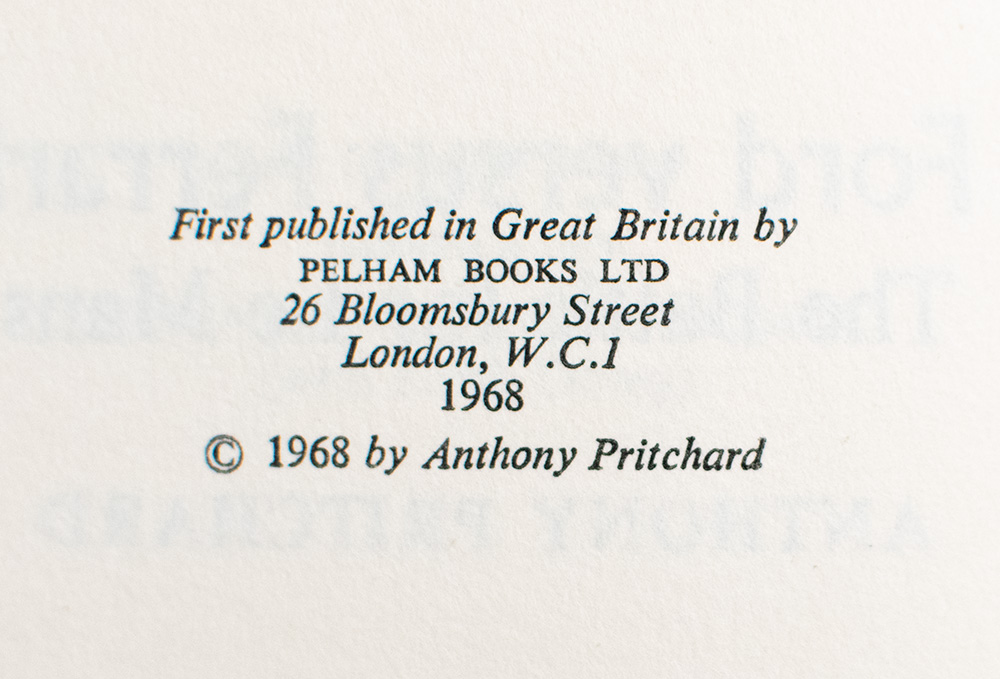 First published in Great Britain by
PELHAM BOOKS LTD
26 Bloomsbury Street
London, W.C.1
1968
© 1968 by Anthony Pritchard